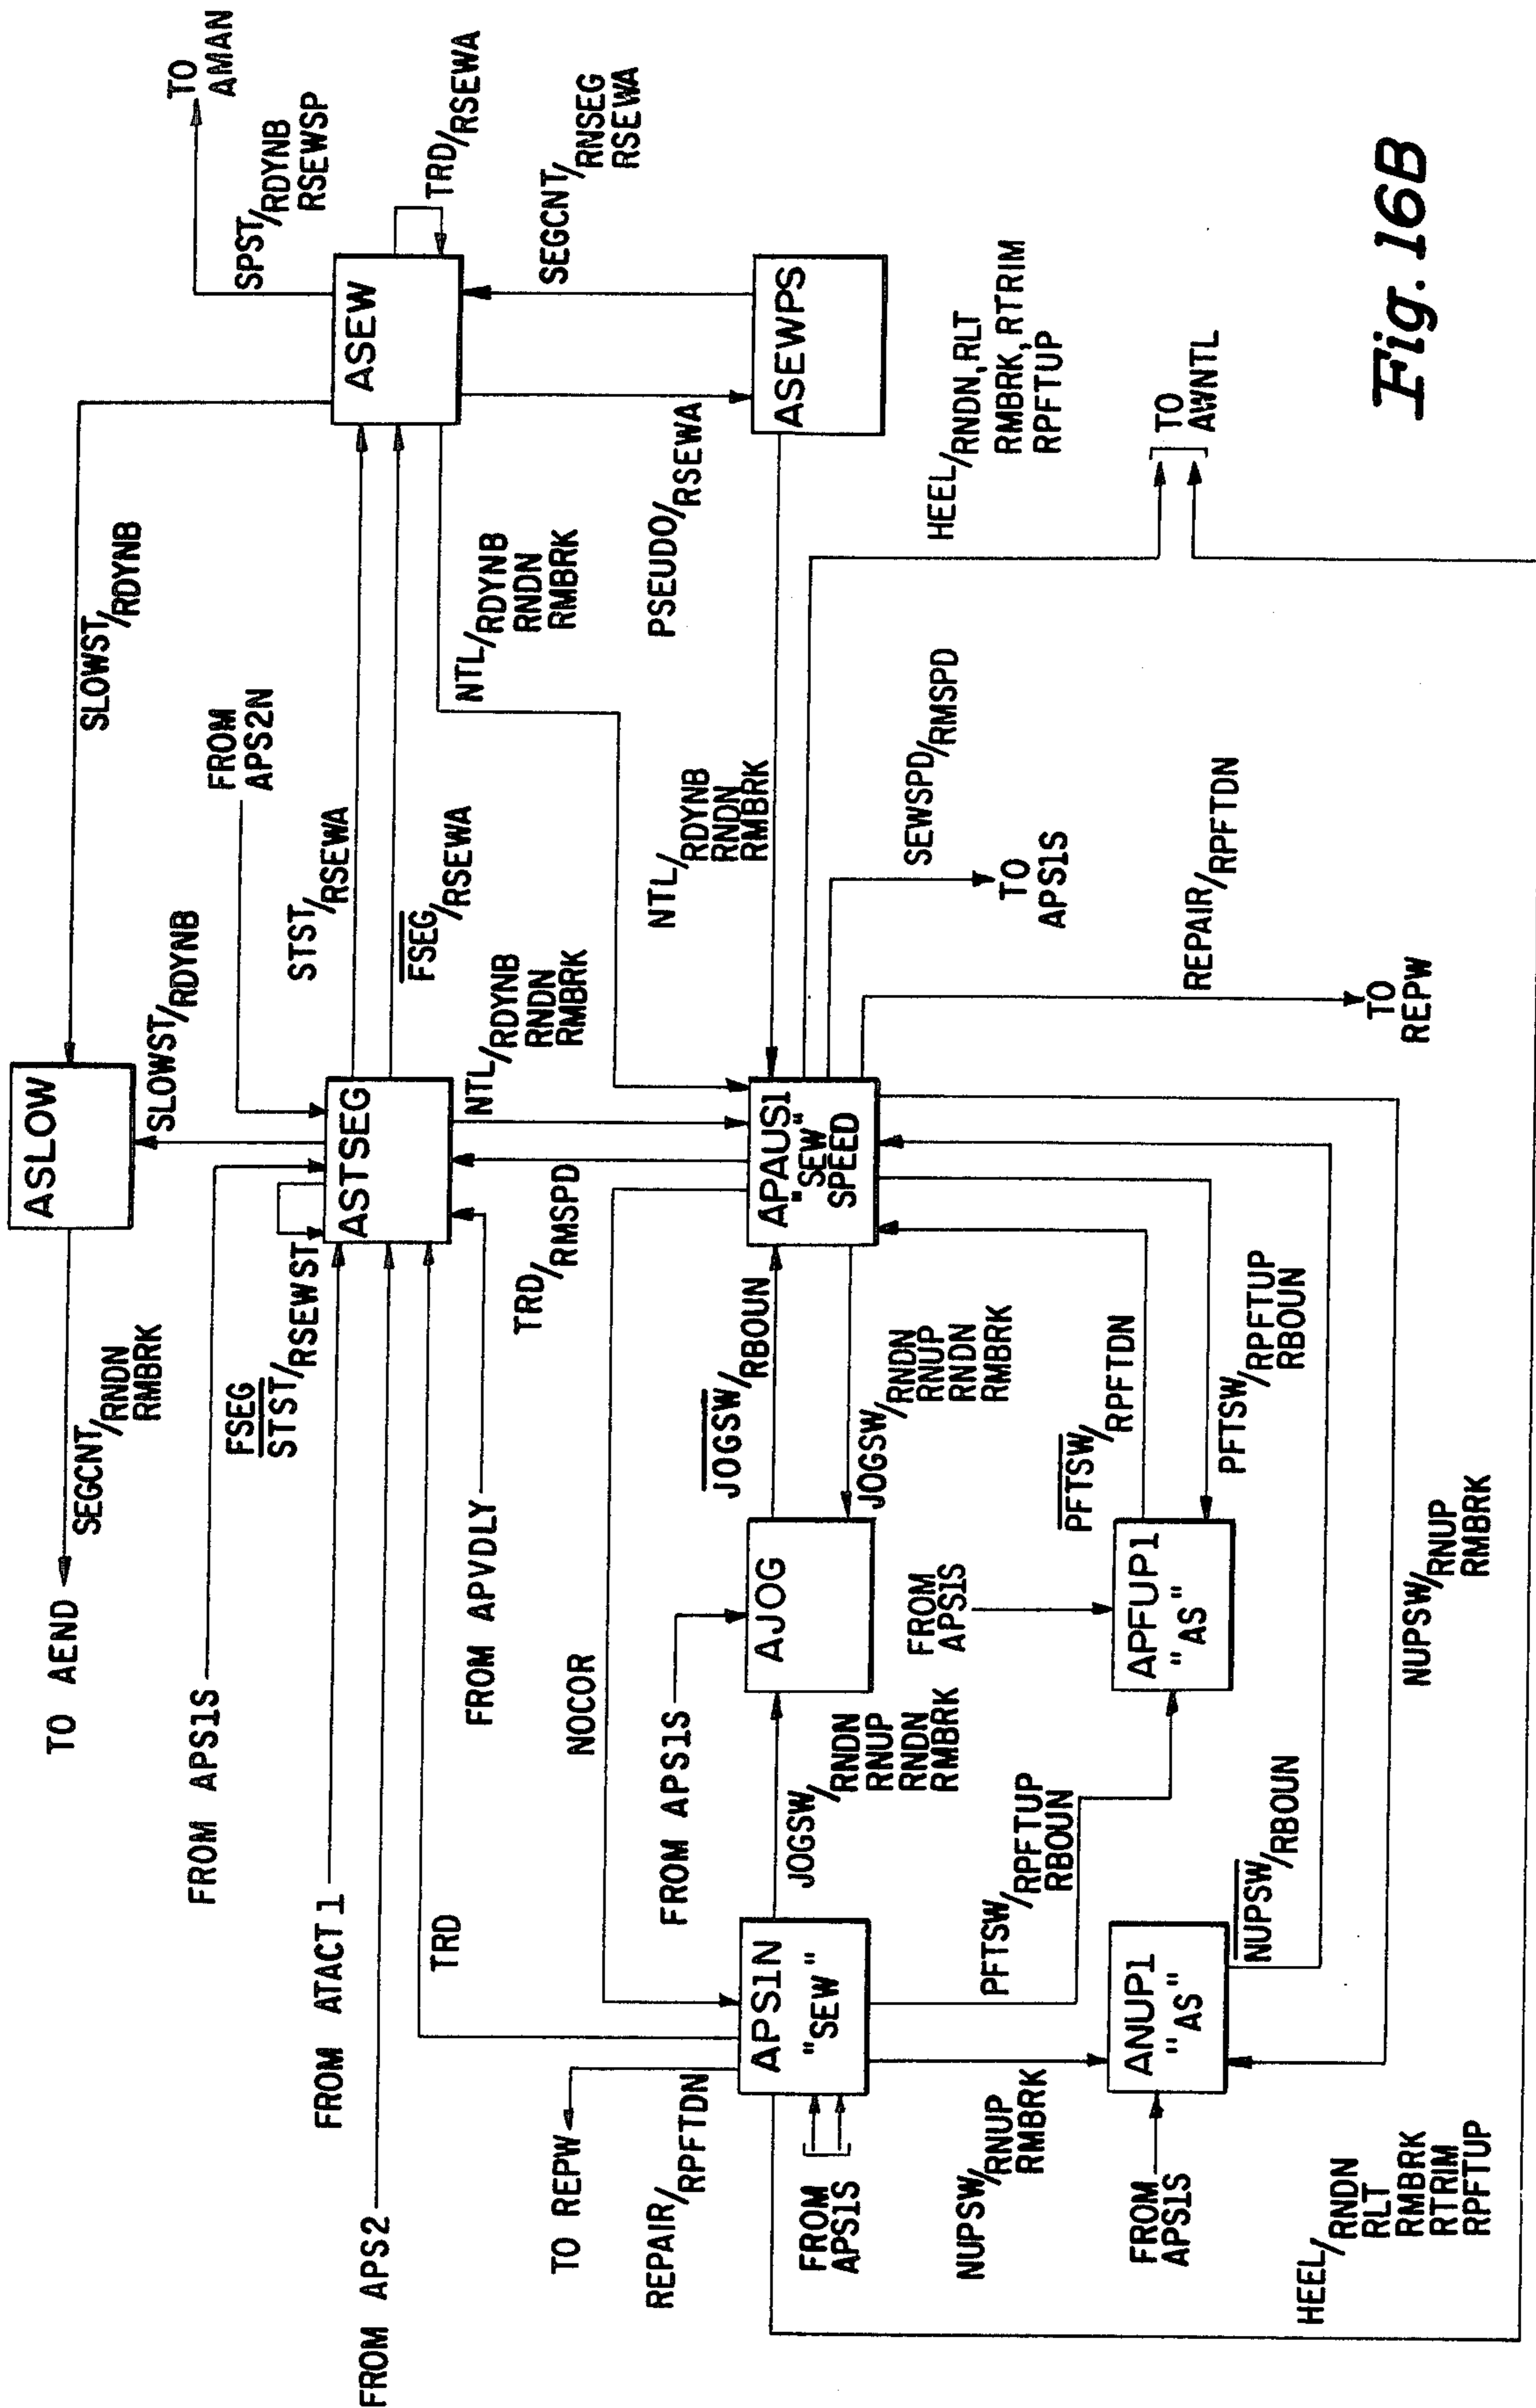 TO
AMAN
SPST/RDYNB
RSEWSP
ASEW
TRD/RSEWA
SEGCNT/RNSEG
RSEWA
ASEWPS
PSEUDO/RSEWA
SLOWST/RDYNB
FROM
APS2N
STST/RSEWA
FSEG/RSEWA
NTL/RDYNB
RNDN
RMBRK
HEEL/RNDN, RLT
RMBRK, RTRIM
RPFTUP
TO
AWNTL
Fig. 16B
ASLOW
SLOWST/RDYNB
ASTSEG
NTL/RDYNB
RNDN
RMBRK
NTL/RDYNB
RNDN
RMBRK
SEWSPD/RMSPD
TO
APS1S
REPAIR/RPFTDN
TO
REPW
APAUS1
"SEW"
SPEED
TRD/RMSPD
FSEG
STST/RSEWST
SEGCNT/RNDN
RMBRK
TO AEND
FROM APS1S
FROM ATACT1
FROM APS2
TRD
FROM APVDLY
NOCOR
JOGSW/RBOUN
JOGSW/RNDN
RNUP
RNDN
RMBRK
AJOG
FROM APS1S
JOGSW/RNDN
RNUP
RNDN
RMBRK
PFTSW/RPFTDN
PFTSW/RPFTUP
RBOUN
APFUP1
"AS"
FROM
APS1S
PFTSW/RPFTUP
RBOUN
APS1N
"SEW"
TO REPW
REPAIR/RPFTDN
FROM
APS1S
NUPSW/RNUP
RMBRK
ANUP1
"AS"
FROM
APS1S
NUPSW/RBOUN
NUPSW/RNUP
RMBRK
HEEL/RNDN
RLT
RMBRK
RTRIM
RPFTUP